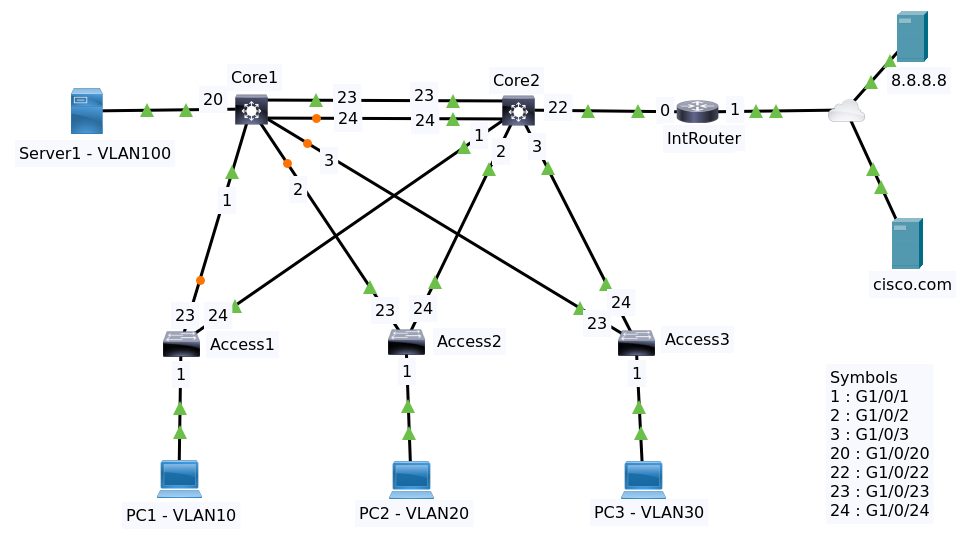 8.8.8.8
Core1
Core2
20
23
23
22
0
1
IntRouter
24
24
Server1 - VLAN100
1
2
3
3
2
1
cisco.com
23
24
Access1
23
24
Access2
24
23
Access3
1
1
1
PC1 - VLAN10
PC2 - VLAN20
PC3 - VLAN30
Symbols
1 : G1/0/1
2 : G1/0/2
3 : G1/0/3
20 : G1/0/20
22 : G1/0/22
23 : G1/0/23
24 : G1/0/24